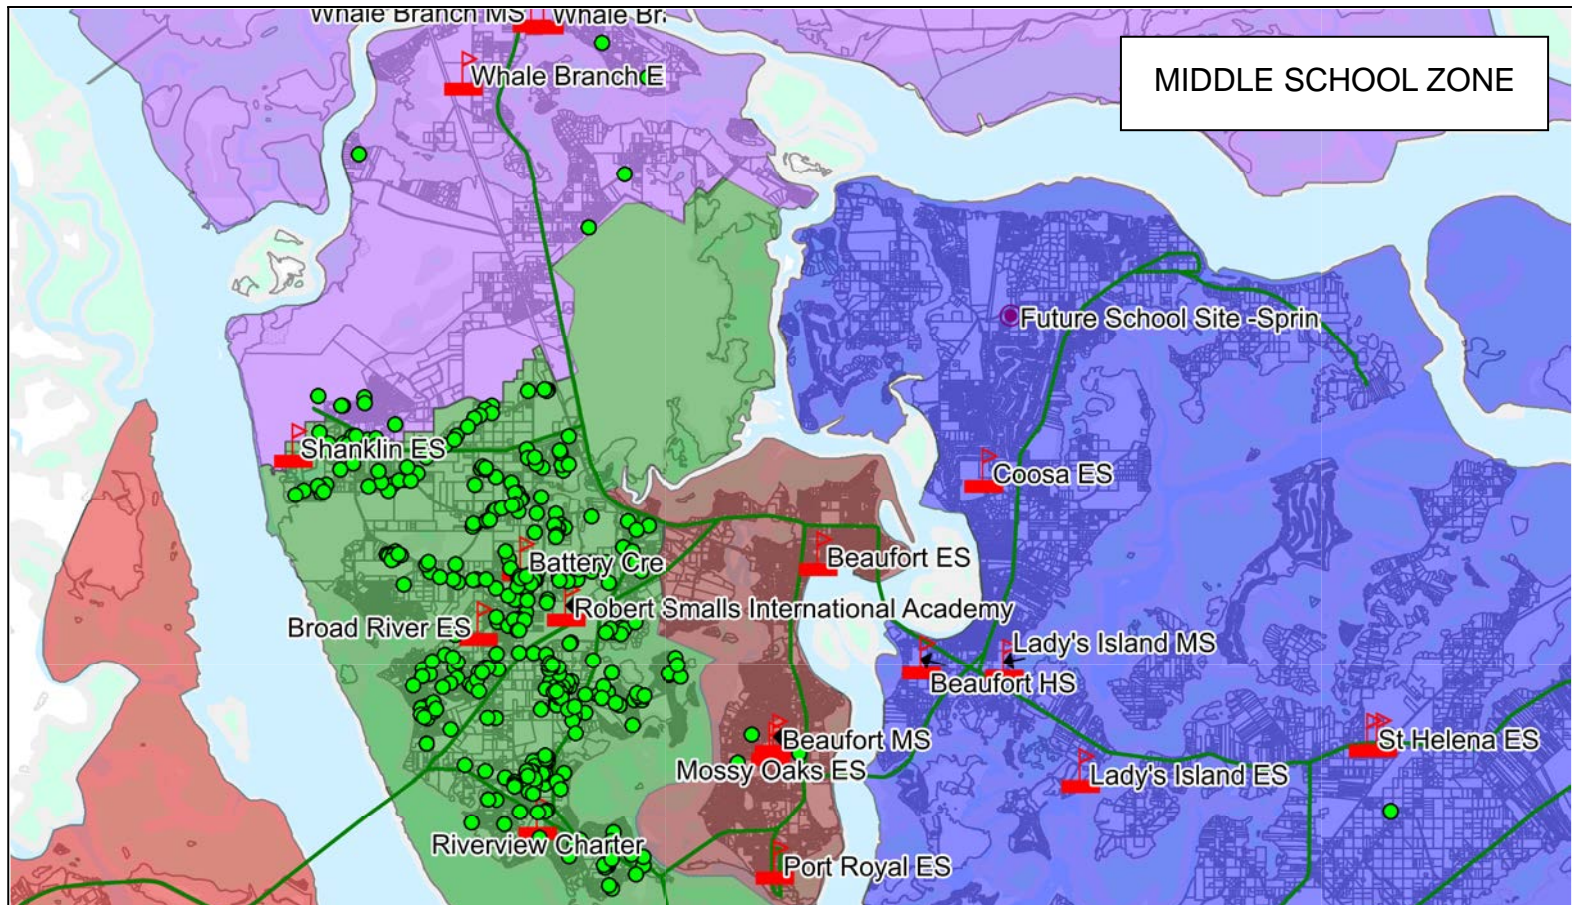 Whale Branch MS
Whale Bra
Whale Branch E
MIDDLE SCHOOL ZONE
Future School Site -Sprin
Shanklin ES
Coosa ES
Battery Cre
Beaufort ES
Robert Smalls International Academy
Broad River ES
Lady's Island MS
Beaufort HS
Beaufort MS
St Helena ES
Mossy Oaks ES
Lady's Island ES
Riverview Charter
Port Royal ES